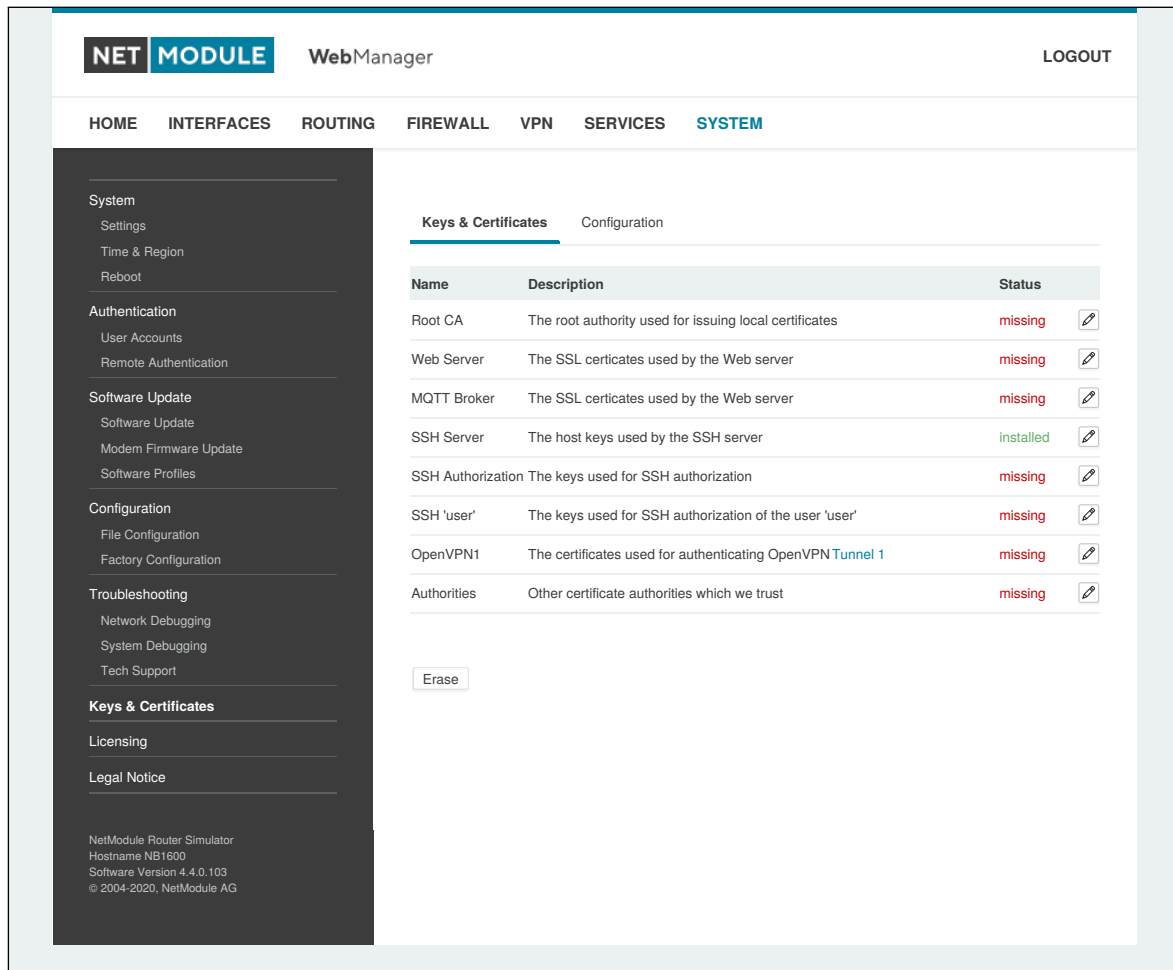 NET MODULE WebManager LOGOUT
HOME INTERFACES ROUTING FIREWALL VPN SERVICES SYSTEM
System
Settings
Time & Region
Reboot
Authentication
User Accounts
Remote Authentication
Software Update
Software Update
Modem Firmware Update
Software Profiles
Configuration
File Configuration
Factory Configuration
Troubleshooting
Network Debugging
System Debugging
Tech Support
Keys & Certificates
Licensing
Legal Notice
NetModule Router Simulator
Hostname NB1600
Software Version 4.4.0.103
© 2004-2020, NetModule AG
Keys & Certificates Configuration
Name Description Status
Root CA The root authority used for issuing local certificates missing
Web Server The SSL certicates used by the Web server missing
MQTT Broker The SSL certicates used by the Web server missing
SSH Server The host keys used by the SSH server installed
SSH Authorization The keys used for SSH authorization missing
SSH 'user' The keys used for SSH authorization of the user 'user' missing
OpenVPN1 The certificates used for authenticating OpenVPN Tunnel 1 missing
Authorities Other certificate authorities which we trust missing
Erase